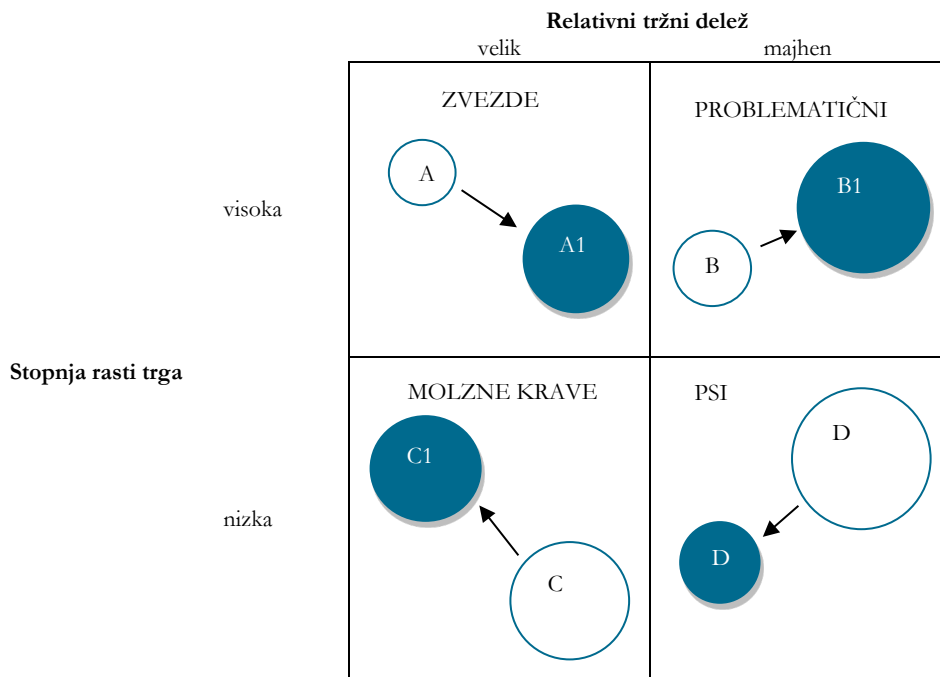 Relativni tržni delež
velik majhen
ZVEZDE PROBLEMATIČNI
A B1
visoka
A1 B
Stopnja rasti trga
MOLZNE KRAVE PSI
D
C1
nizka
D
C